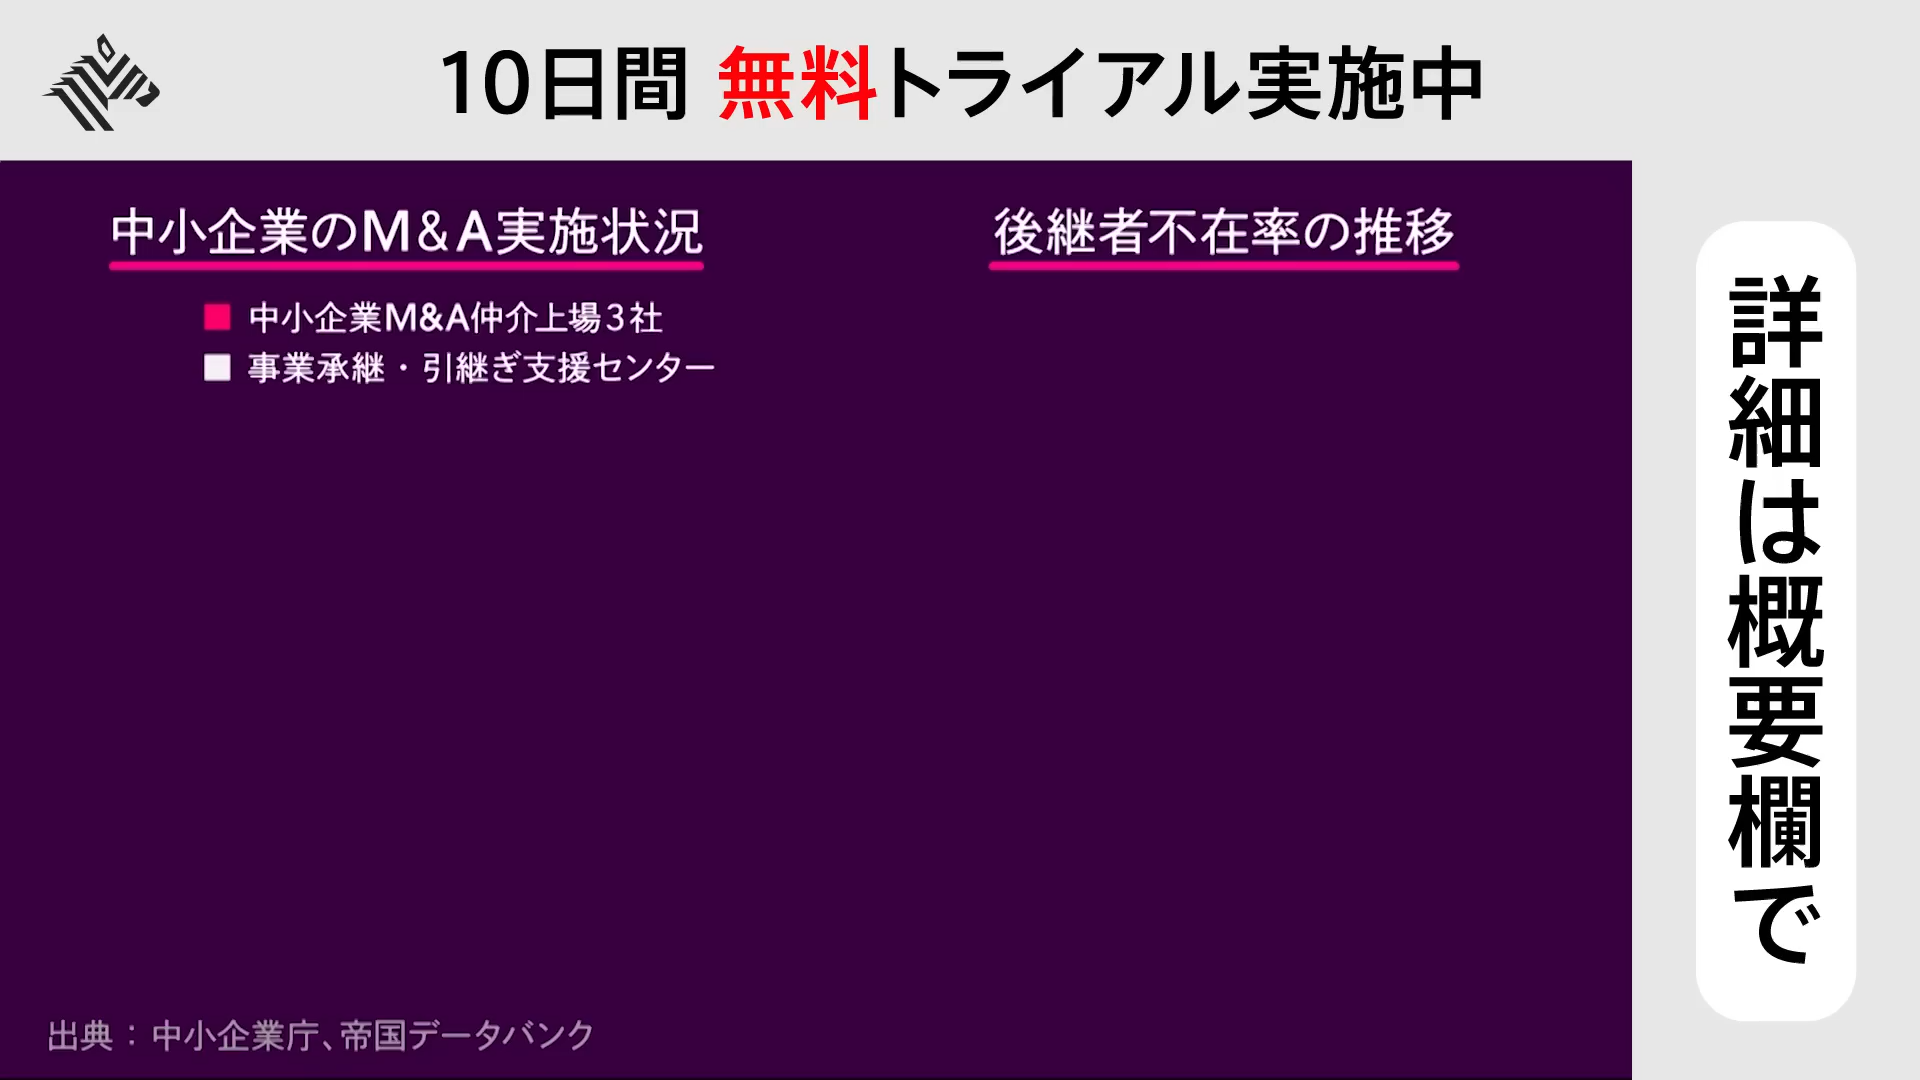 10日間 無料トライアル実施中
中小企業のM&A実施状況
中小企業M&A仲介上場3社
事業承継・引継ぎ支援センター
後継者不在率の推移
出典：中小企業庁、帝国データバンク
詳細は概要欄で